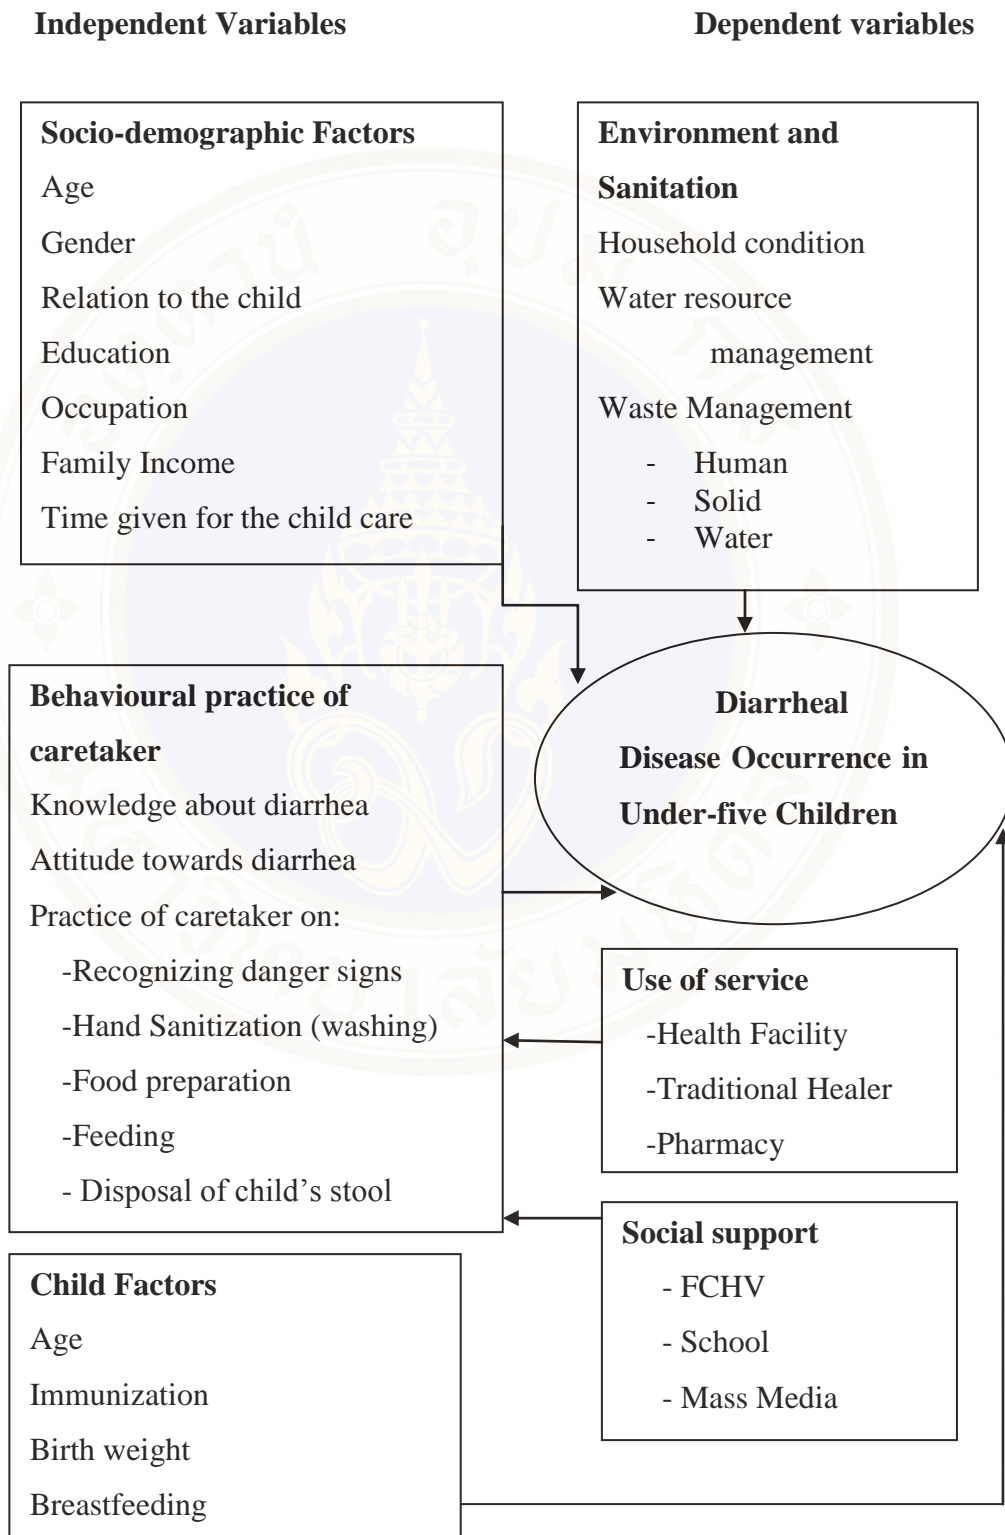 Independent Variables
Dependent variables
Socio-demographic Factors
Age
Gender
Relation to the child
Education
Occupation
Family Income
Time given for the child care
Environment and
Sanitation
Household condition
Water resource
management
Waste Management
- Human
- Solid
- Water
Diarrheal
Disease Occurrence in
Under-five Children
Behavioural practice of
caretaker
Knowledge about diarrhea
Attitude towards diarrhea
Practice of caretaker on:
-Recognizing danger signs
-Hand Sanitization (washing)
-Food preparation
-Feeding
- Disposal of child’s stool
Use of service
-Health Facility
-Traditional Healer
-Pharmacy
Social support
- FCHV
- School
- Mass Media
Child Factors
Age
Immunization
Birth weight
Breastfeeding